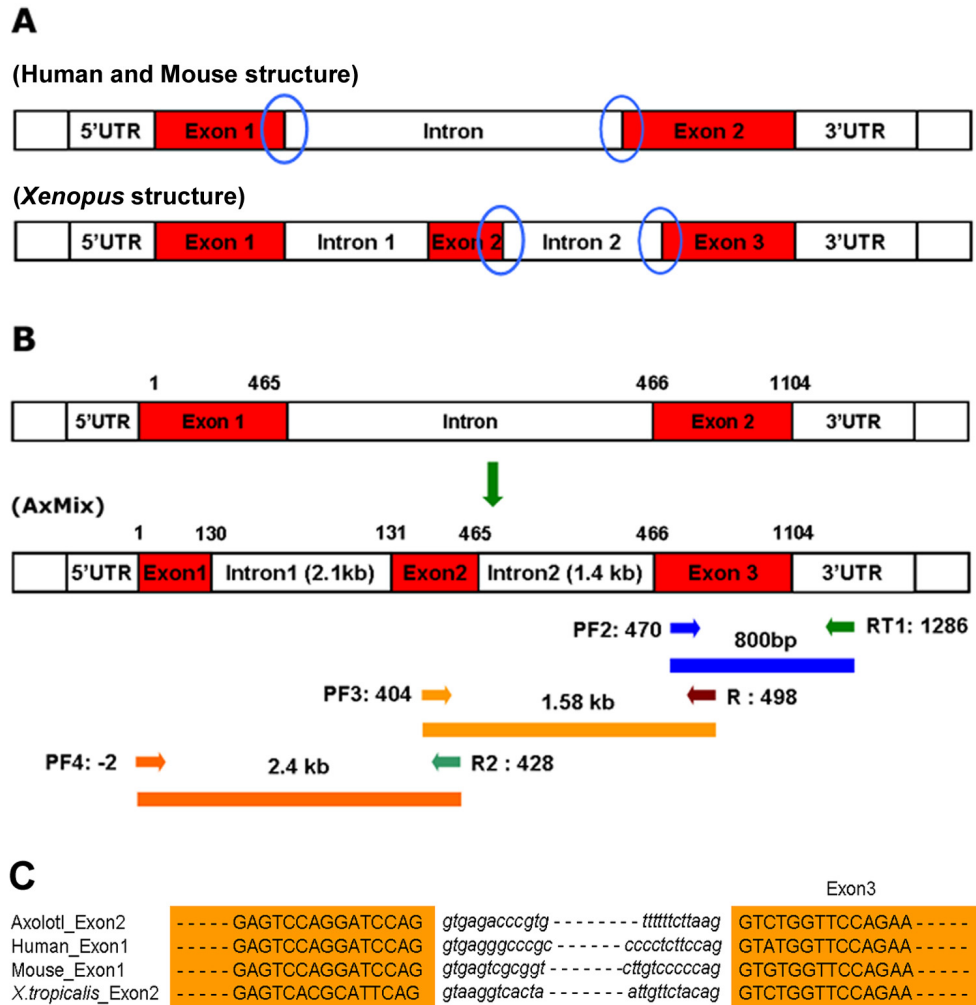 A
(Human and Mouse structure)
5'UTR Exon 1 Intron Exon 2 3'UTR
(Xenopus structure)
5'UTR Exon 1 Intron 1 Exon 2 Intron 2 Exon 3 3'UTR
B
1 465 466 1104
5'UTR Exon 1 Intron Exon 2 3'UTR
(AxMix)
1 130 131 465 466 1104
5'UTR Exon1 Intron1 (2.1kb) Exon2 Intron2 (1.4 kb) Exon 3 3'UTR
PF2: 470 800bp RT1: 1286
PF3: 404 1.58 kb R : 498
PF4: -2 2.4 kb R2 : 428
C
Exon3
Axolotl_Exon2 - - - - - GAGTCCAGGATCCAG gtgagacccgtg - - - - - - - - - ttttttcttaag GTCTGGTTCCAGAA - - - - -
Human_Exon1 - - - - - GAGTCCAGGATCCAG gtgagggcccgc - - - - - - - - - cccctcttccag GTATGGTTCCAGAA - - - - -
Mouse_Exon1 - - - - - GAGTCCAGGATCCAG gtgagtcgcggt - - - - - - - - -cttgtcccccag GTGTGGTTCCAGAA - - - - -
X.tropicalis_Exon2 - - - - - GAGTCACGCATTCAG gtaaggtcacta - - - - - - - - - attgttctacag GTCTGGTTCCAGAA - - - - -